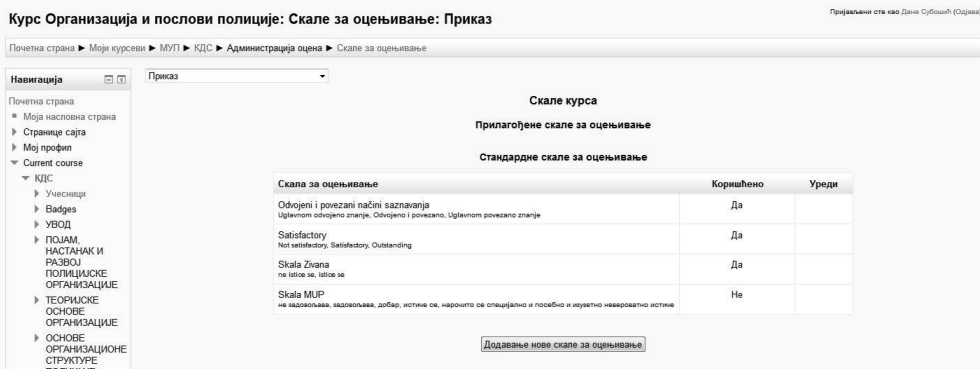 Курс Организација и послови полиције: Скале за оцењивање: Приказ
Пријављени сте као Дане Субошић (Одјава)
Почетна страна ► Моји курсеви ► МУП ► КДС ► Администрација оцена ► Скале за оцењивање
Навигација
Почетна страна
Моја насловна страна
Странице сајта
Мој профил
Current course
КДС
Учесници
Badges
УВОД
ПОЈАМ,
НАСТАНАК И
РАЗВОЈ
ПОЛИЦИЈСКЕ
ОРГАНИЗАЦИЈЕ
ТЕОРИЈСКЕ
ОСНОВЕ
ОРГАНИЗАЦИЈЕ
ОСНОВЕ
ОРГАНИЗАЦИОНЕ
СТРУКТУРЕ
Приказ
Скале курса
Прилагођене скале за оцењивање
Стандардне скале за оцењивање
Скала за оцењивање Коришћено Уреди
Odvojeni i povezani načini saznavanja Да
Uglavnom odvojeno znanje, Odvojeno i povezano, Uglavnom povezano znanje
Satisfactory Да
Not satisfactory, Satisfactory, Outstanding
Skala Zivana Да
ne istice se, istice se
Skala MUP Не
не задовољава, задовољава, добар, истиче се, нарочито се специјално и посебно и изузетно невероватно истиче
Додавање нове скале за оцењивање